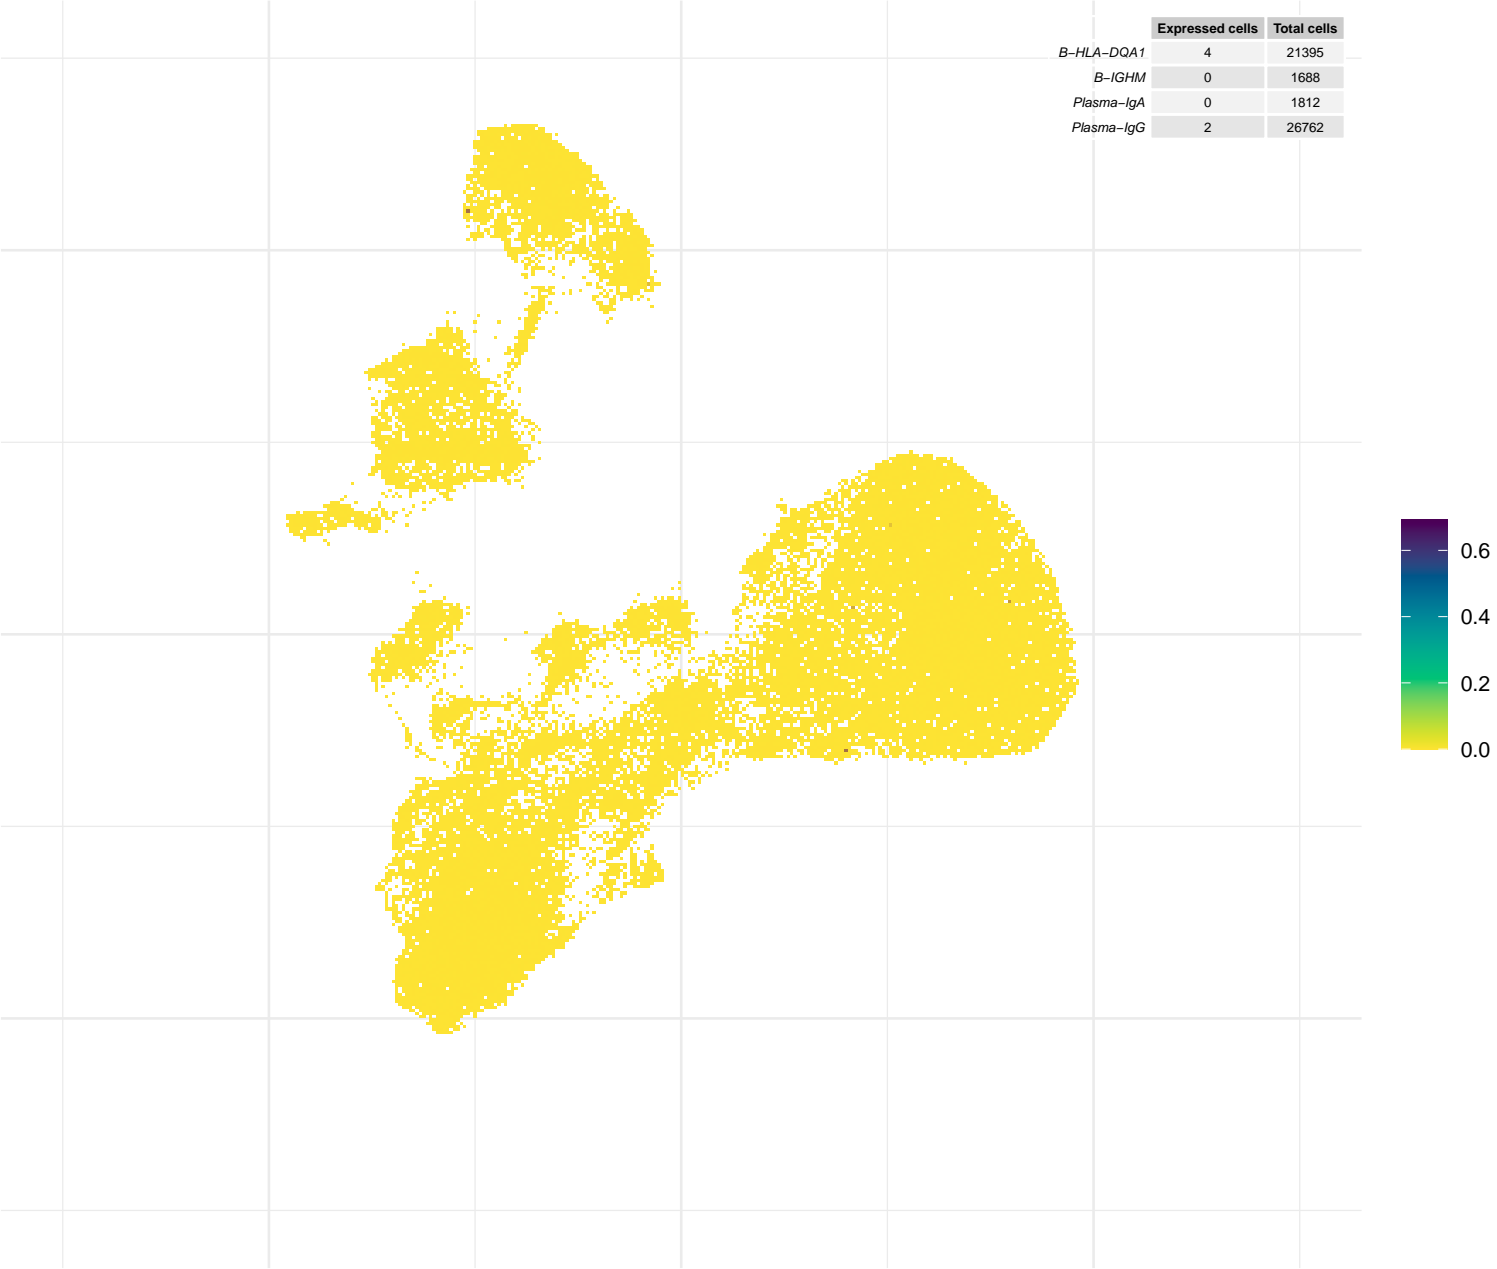 Expressed cells Total cells
B−HLA−DQA1 4 21395
B−IGHM 0 1688
Plasma−IgA 0 1812
Plasma−IgG 2 26762
0.6
0.4
0.2
0.0